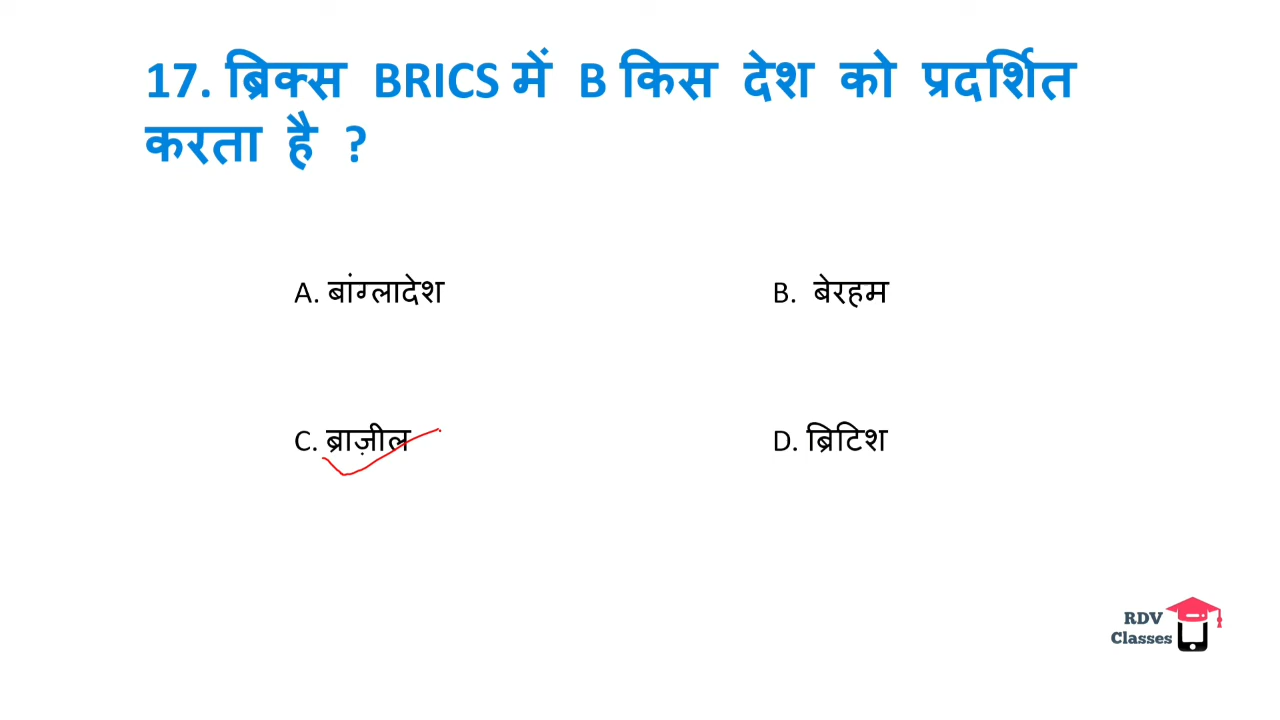 17. ब्रिक्स BRICS में B किस देश को प्रदर्शित
करता है ?
A. बांग्लादेश
B. बेरहम
C. ब्राज़ील
D. ब्रिटिश
RDV
Classes